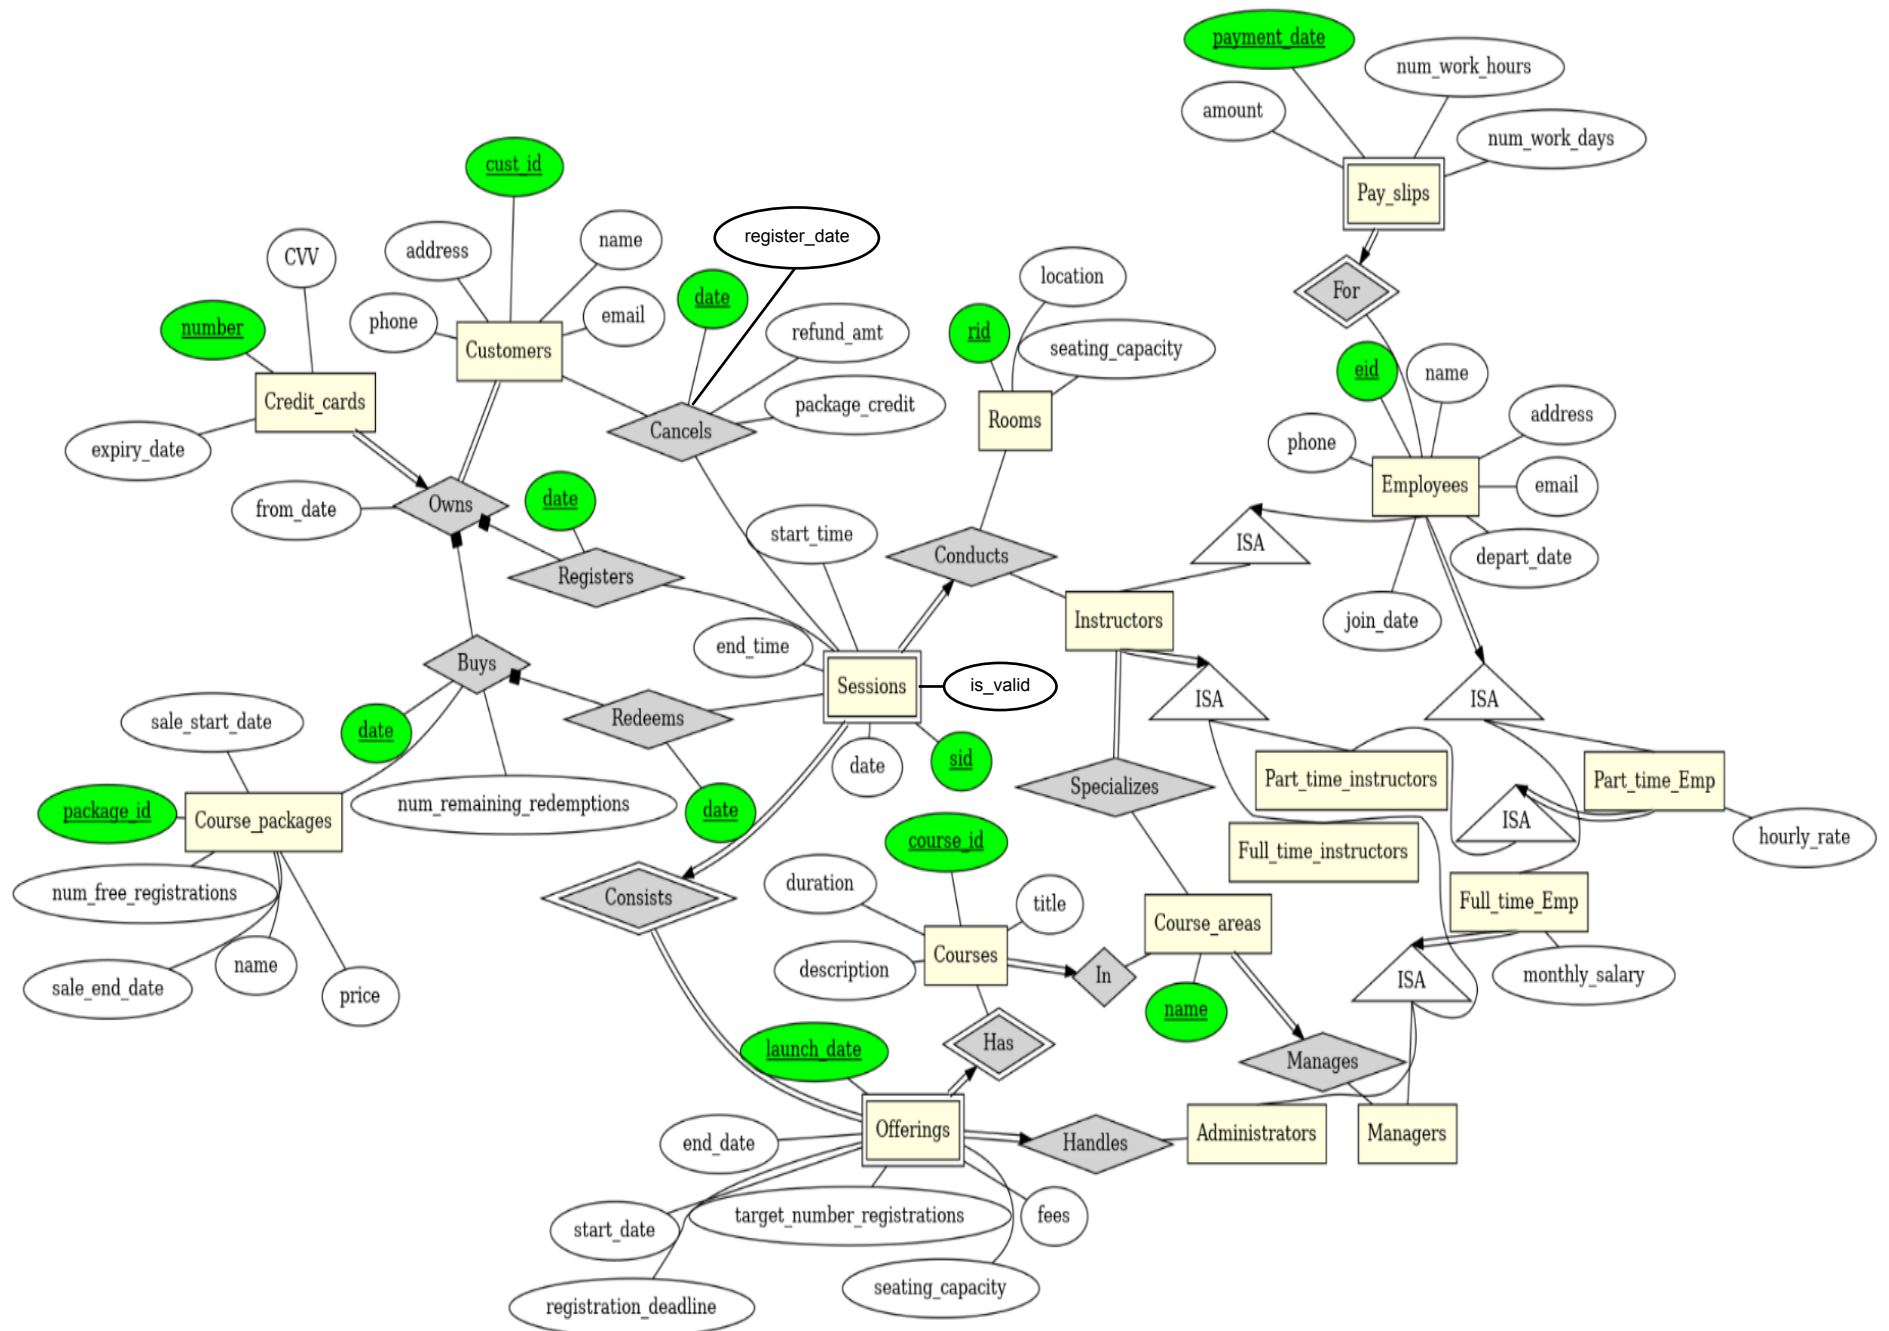 payment_date
num_work_hours
amount
num_work_days
Pay_slips
cust_id
address
name
register_date
CVV
date
location
For
number
phone
email
refund_amt
rid
seating_capacity
Customers
eid
name
Credit_cards
package_credit
Rooms
address
expiry_date
Cancels
phone
Employees
email
from_date
Owns
date
start_time
ISA
depart_date
Conducts
Registers
Instructors
join_date
end_time
is_valid
Buys
Sessions
ISA
ISA
sale_start_date
date
Redeems
date
sid
Part_time_instructors
Part_time_Emp
Specializes
num_remaining_redemptions
package_id
Course_packages
date
course_id
ISA
hourly_rate
Full_time_instructors
num_free_registrations
Consists
duration
title
Course_areas
Full_time_Emp
Courses
name
sale_end_date
price
description
In
ISA
monthly_salary
name
launch_date
Has
Manages
end_date
Offerings
Handles
Administrators
Managers
start_date
target_number_registrations
fees
registration_deadline
seating_capacity